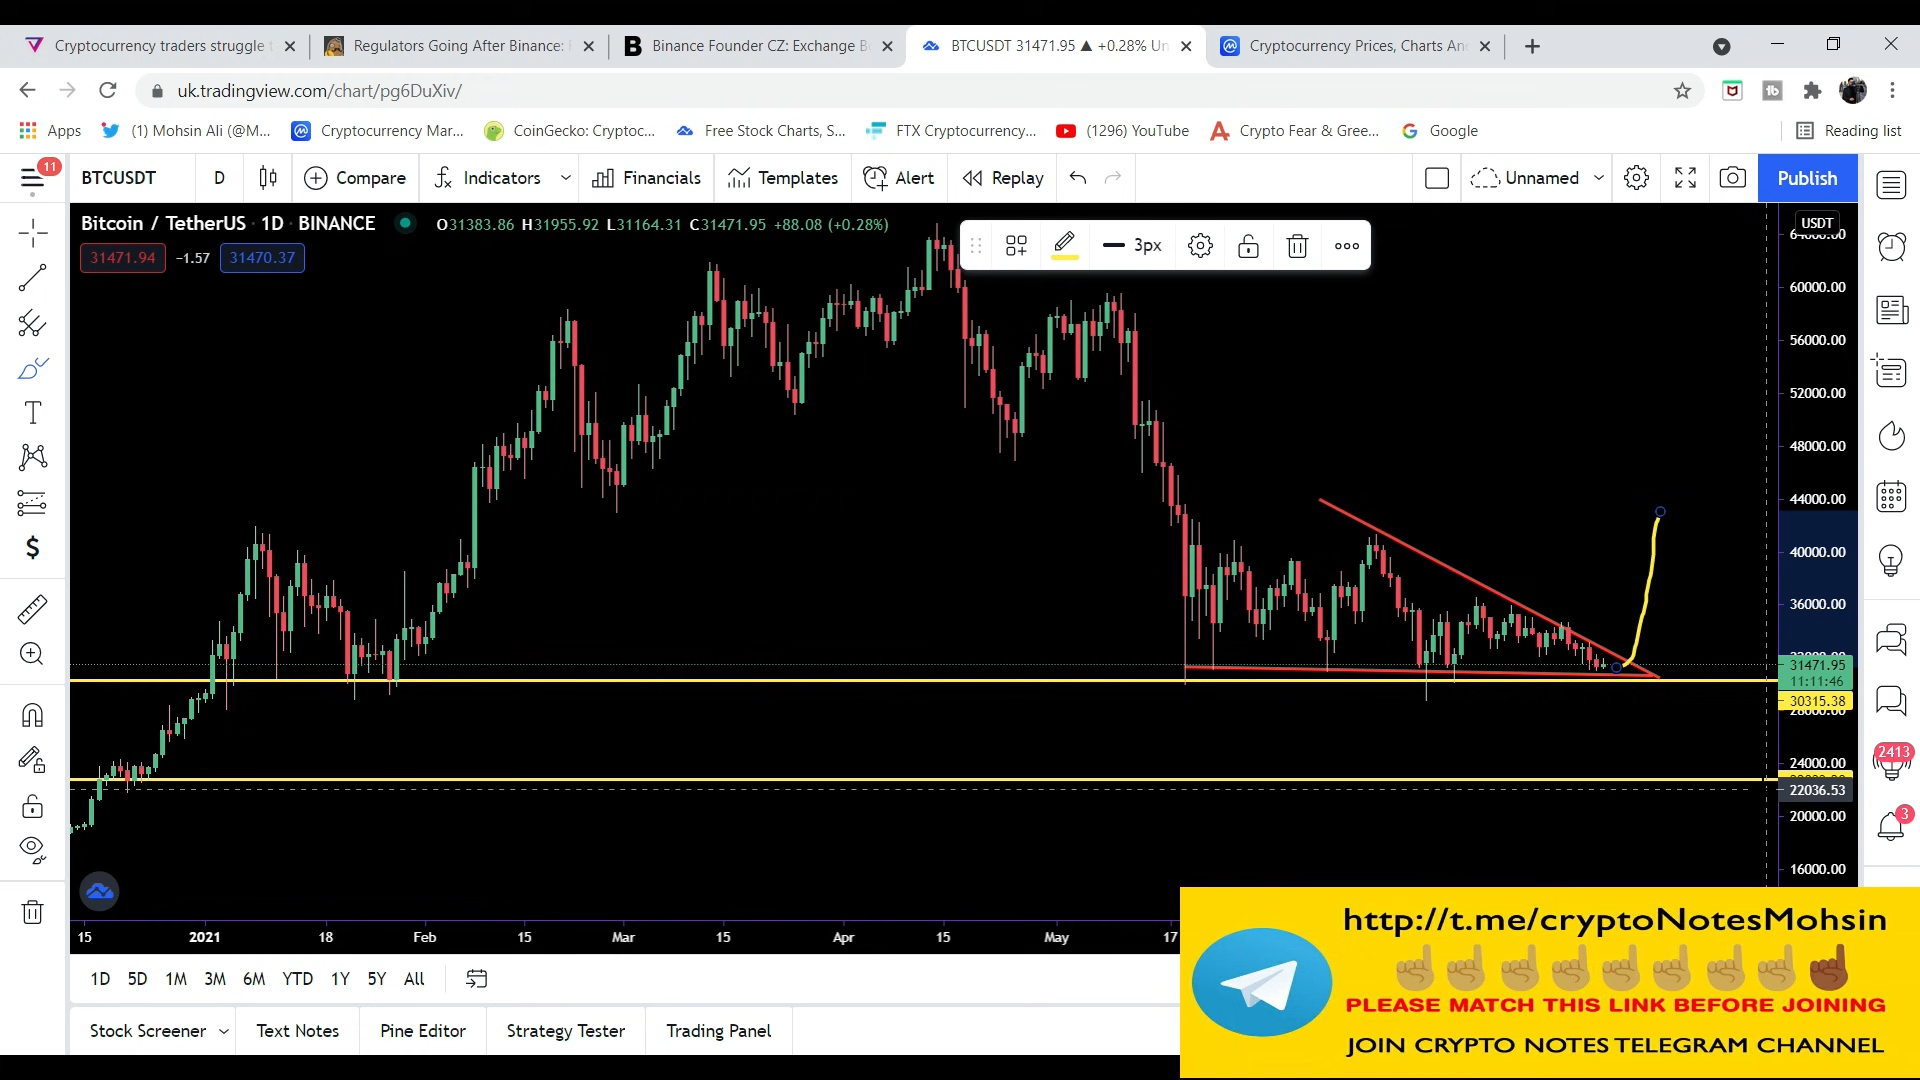 Cryptocurrency traders struggle
Regulators Going After Binance:
Binance Founder CZ: Exchange B
BTCUSDT 31471.95 ▲ +0.28% Un
Cryptocurrency Prices, Charts An
uk.tradingview.com/chart/pg6DuXiv/
Apps
(1) Mohsin Ali (@M...
Cryptocurrency Mar...
CoinGecko: Cryptoc...
Free Stock Charts, S...
FTX Cryptocurrency...
(1296) YouTube
Crypto Fear & Gree...
Google
Reading list
11
BTCUSDT
D
Compare
Indicators
Financials
Templates
Alert
Replay
Unnamed
Publish
Bitcoin / TetherUS · 1D · BINANCE
O31383.86 H31955.92 L31164.31 C31471.95 +88.08 (+0.28%)
31471.94
−1.57
31470.37
3px
USDT
60000.00
56000.00
52000.00
48000.00
44000.00
40000.00
36000.00
31471.95
11:11:46
30315.38
28000.00
24000.00
22036.53
20000.00
16000.00
2413
3
15
2021
18
Feb
15
Mar
15
Apr
15
May
17
1D
5D
1M
3M
6M
YTD
1Y
5Y
All
Stock Screener
Text Notes
Pine Editor
Strategy Tester
Trading Panel
http://t.me/cryptoNotesMohsin
PLEASE MATCH THIS LINK BEFORE JOINING
JOIN CRYPTO NOTES TELEGRAM CHANNEL